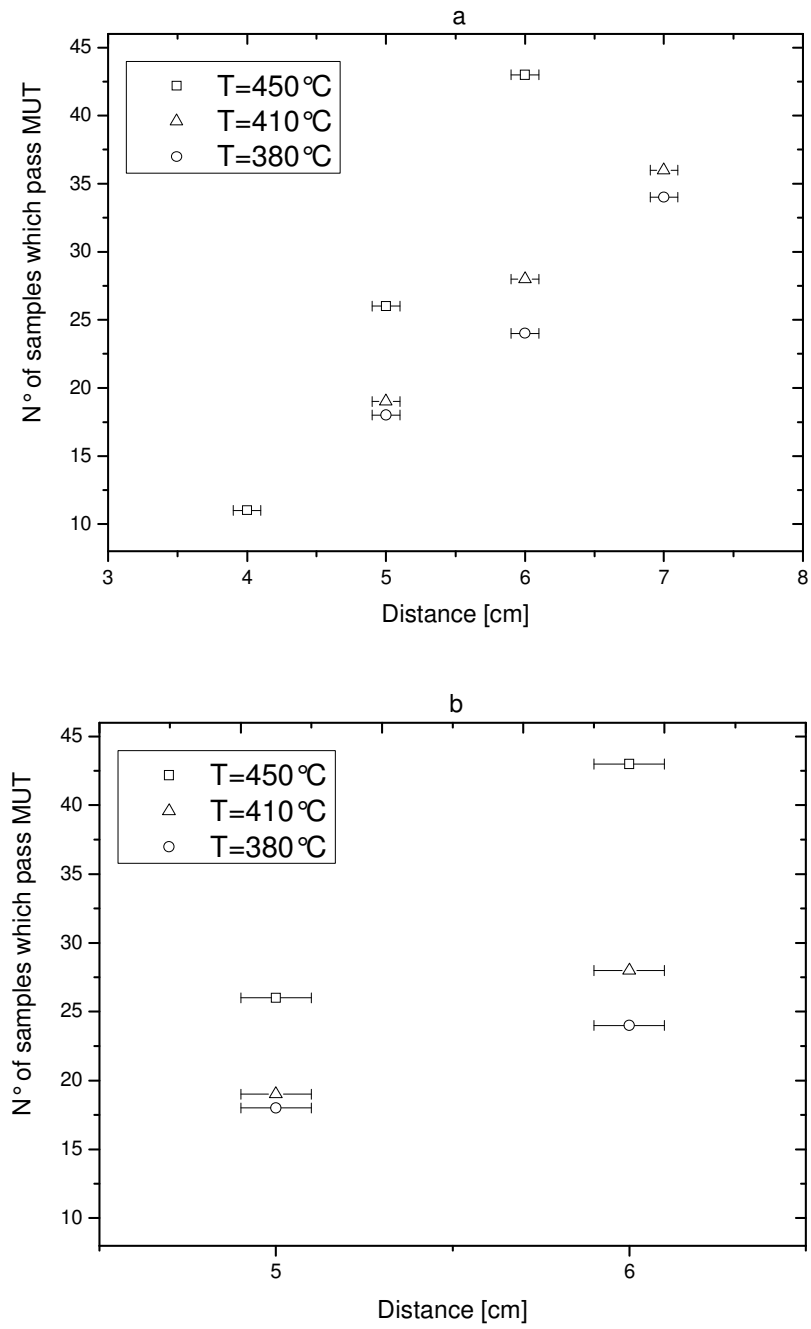 a
45
40
35
30
25
20
15
10
N° of samples which pass MUT
T=450°C
T=410°C
T=380°C
3 4 5 6 7 8
Distance [cm]
b
45
40
35
30
25
20
15
10
N° of samples which pass MUT
T=450°C
T=410°C
T=380°C
5 6
Distance [cm]